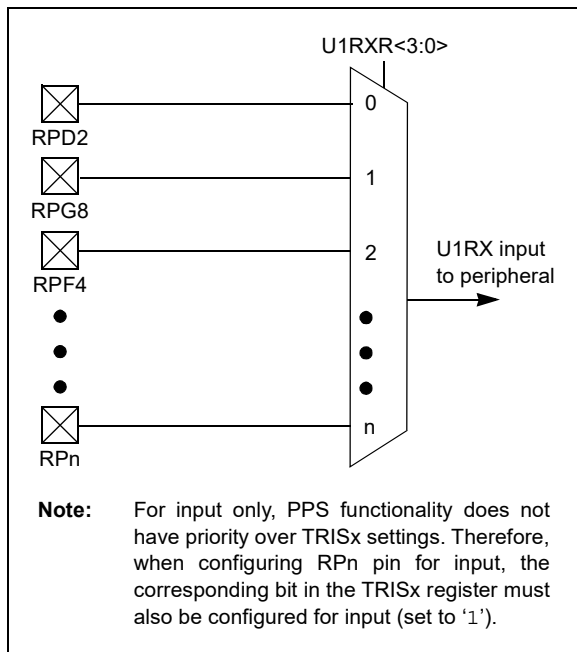 U1RXR<3:0>
0
RPD2
1
RPG8
2
RPF4
U1RX input
to peripheral
n
RPn
Note: For input only, PPS functionality does not
have priority over TRISx settings. Therefore,
when configuring RPn pin for input, the
corresponding bit in the TRISx register must
also be configured for input (set to ‘1’).